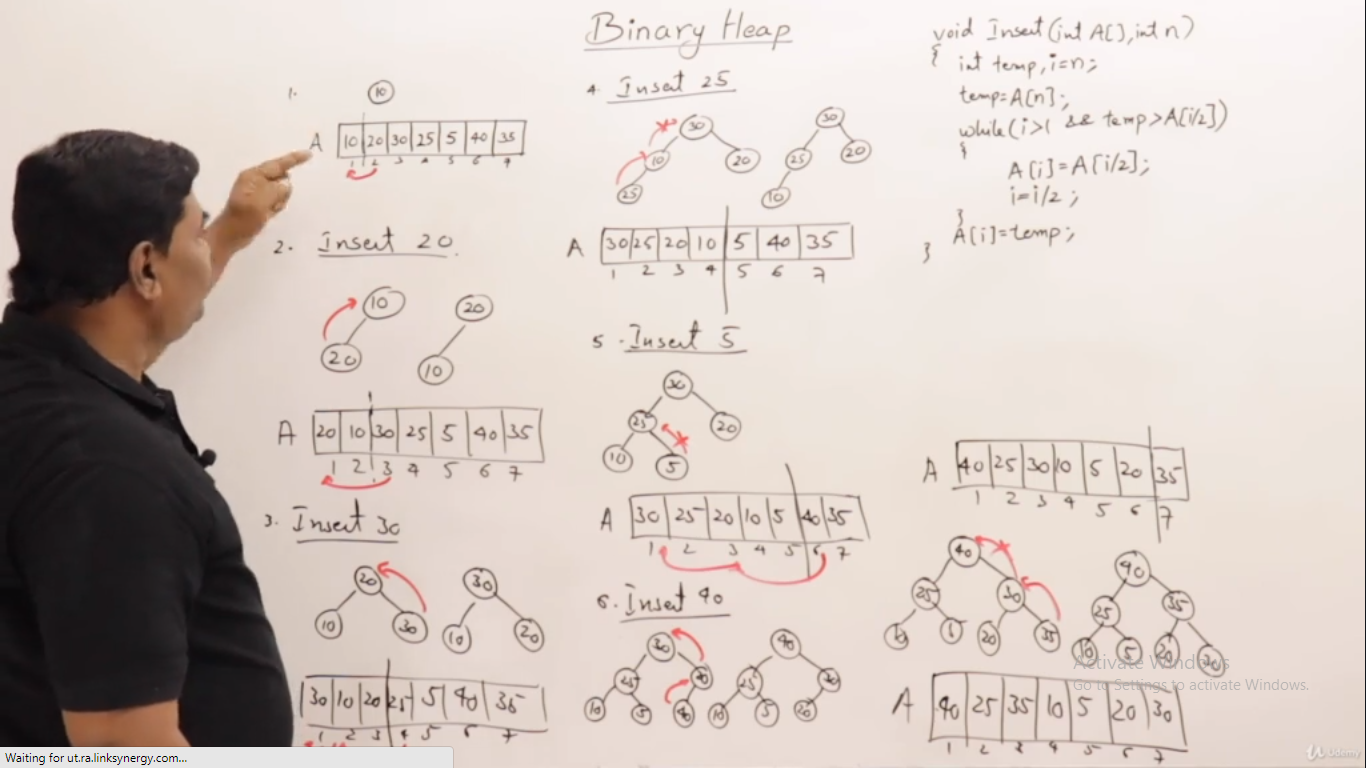 Binary Heap
1.
10
A 10 20 30 25 5 40 35
1 2 3 4 5 6 7
2. Insert 20
10
20
20
10
A 20 10 30 25 5 40 35
1 2 3 4 5 6 7
3. Insert 30
20
10 30
30
10 20
30 10 20 25 5 40 35
1 2 3 4 5 6 7
4. Insert 25
30
10 20
25
30
25 20
10
A 30 25 20 10 5 40 35
1 2 3 4 5 6 7
5. Insert 5
30
25 20
10 5
A 30 25 20 10 5 40 35
1 2 3 4 5 6 7
6. Insert 40
30
25 20
10 5 40
40
25 30
10 5 20
void Insert(int A[], int n)
{
int temp, i=n;
temp=A[n];
while(i>1 && temp>A[i/2])
{
A[i]=A[i/2];
i=i/2;
}
A[i]=temp;
}
A 40 25 30 10 5 20 35
1 2 3 4 5 6 7
40
25 30
10 5 20 35
40
25 35
10 5 20 30
A 40 25 35 10 5 20 30
1 2 3 4 5 6 7
Activate Windows
Go to Settings to activate Windows.
Udemy
Waiting for ut.ra.linksynergy.com...